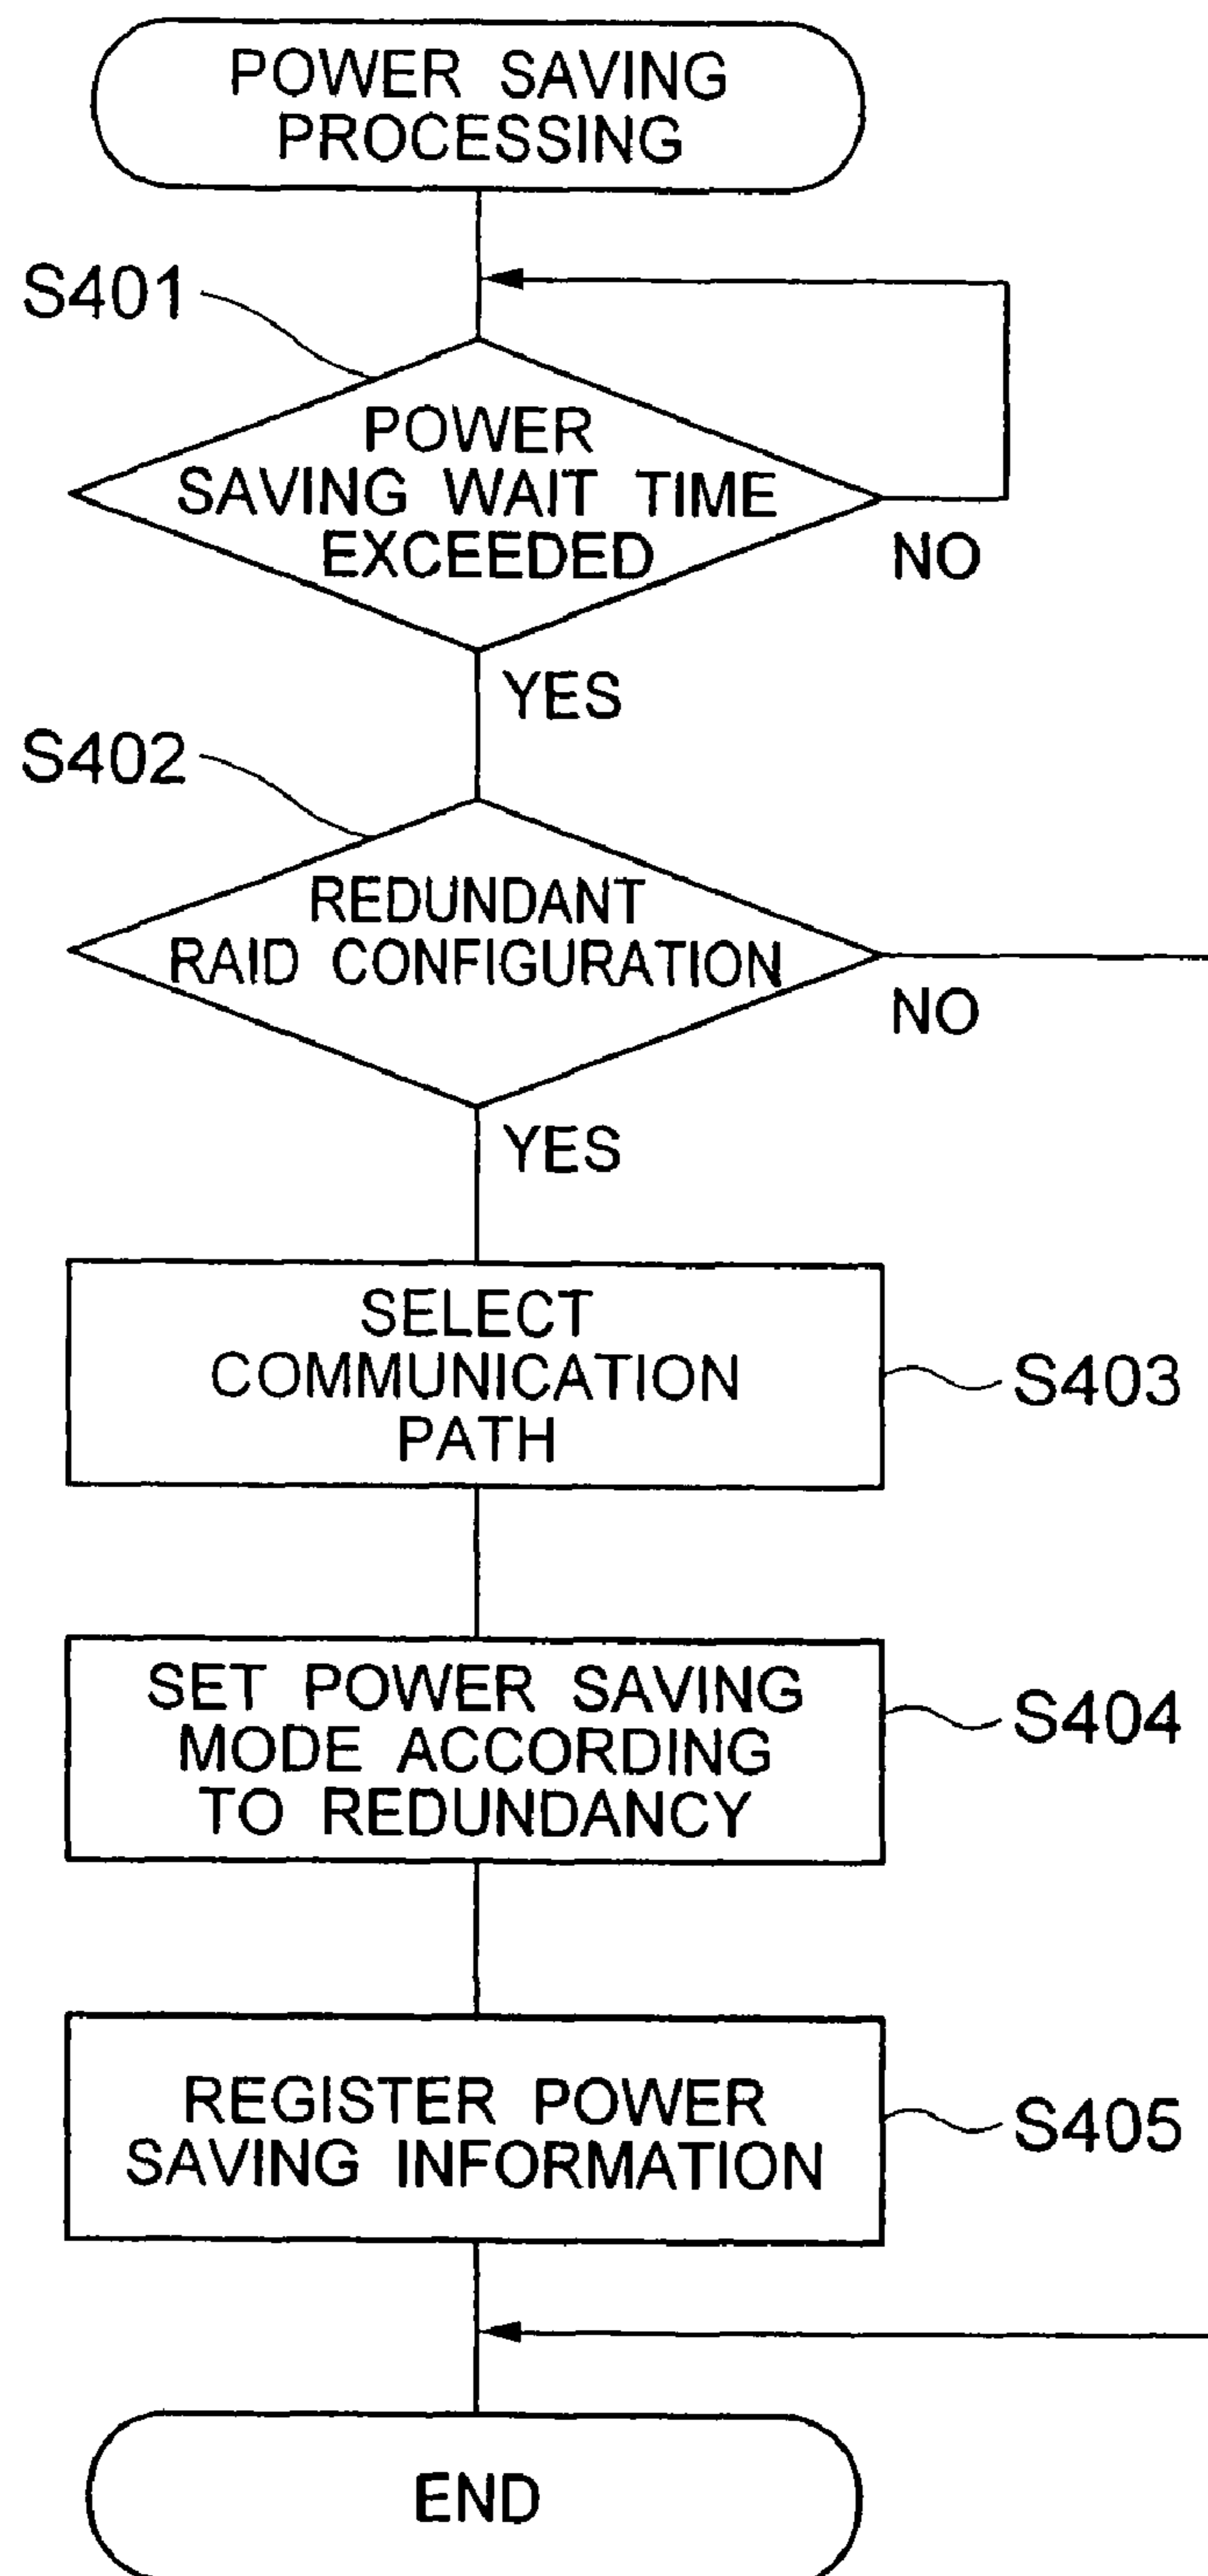 POWER SAVING
PROCESSING
S401
POWER
SAVING WAIT TIME
EXCEEDED
NO
YES
S402
REDUNDANT
RAID CONFIGURATION
NO
YES
SELECT
COMMUNICATION
PATH
S403
SET POWER SAVING
MODE ACCORDING
TO REDUNDANCY
S404
REGISTER POWER
SAVING INFORMATION
S405
END